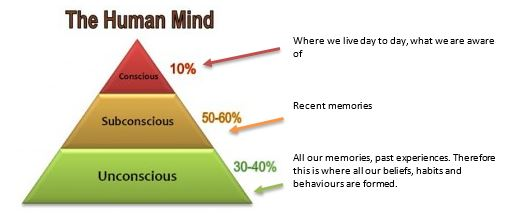 The Human Mind
Conscious
10%
Where we live day to day, what we are aware
of
Subconscious
50-60%
Recent memories
Unconscious
30-40%
All our memories, past experiences. Therefore
this is where all our beliefs, habits and
behaviours are formed.